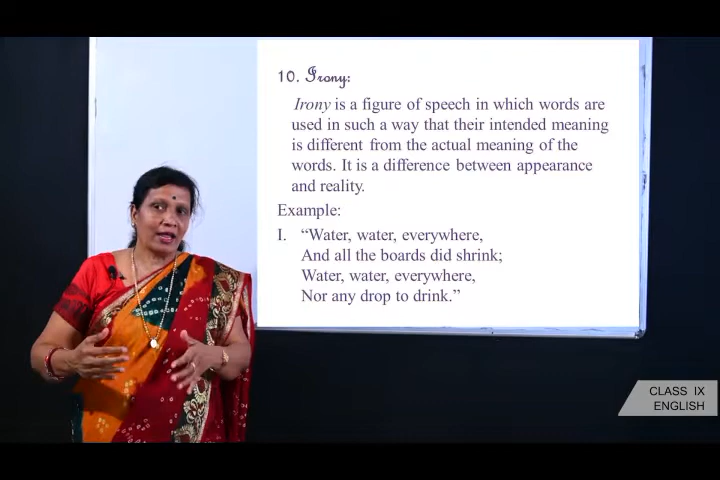 10. Irony:
Irony is a figure of speech in which words are
used in such a way that their intended meaning
is different from the actual meaning of the
words. It is a difference between appearance
and reality.
Example:
I. “Water, water, everywhere,
And all the boards did shrink;
Water, water, everywhere,
Nor any drop to drink.”
CLASS IX
ENGLISH